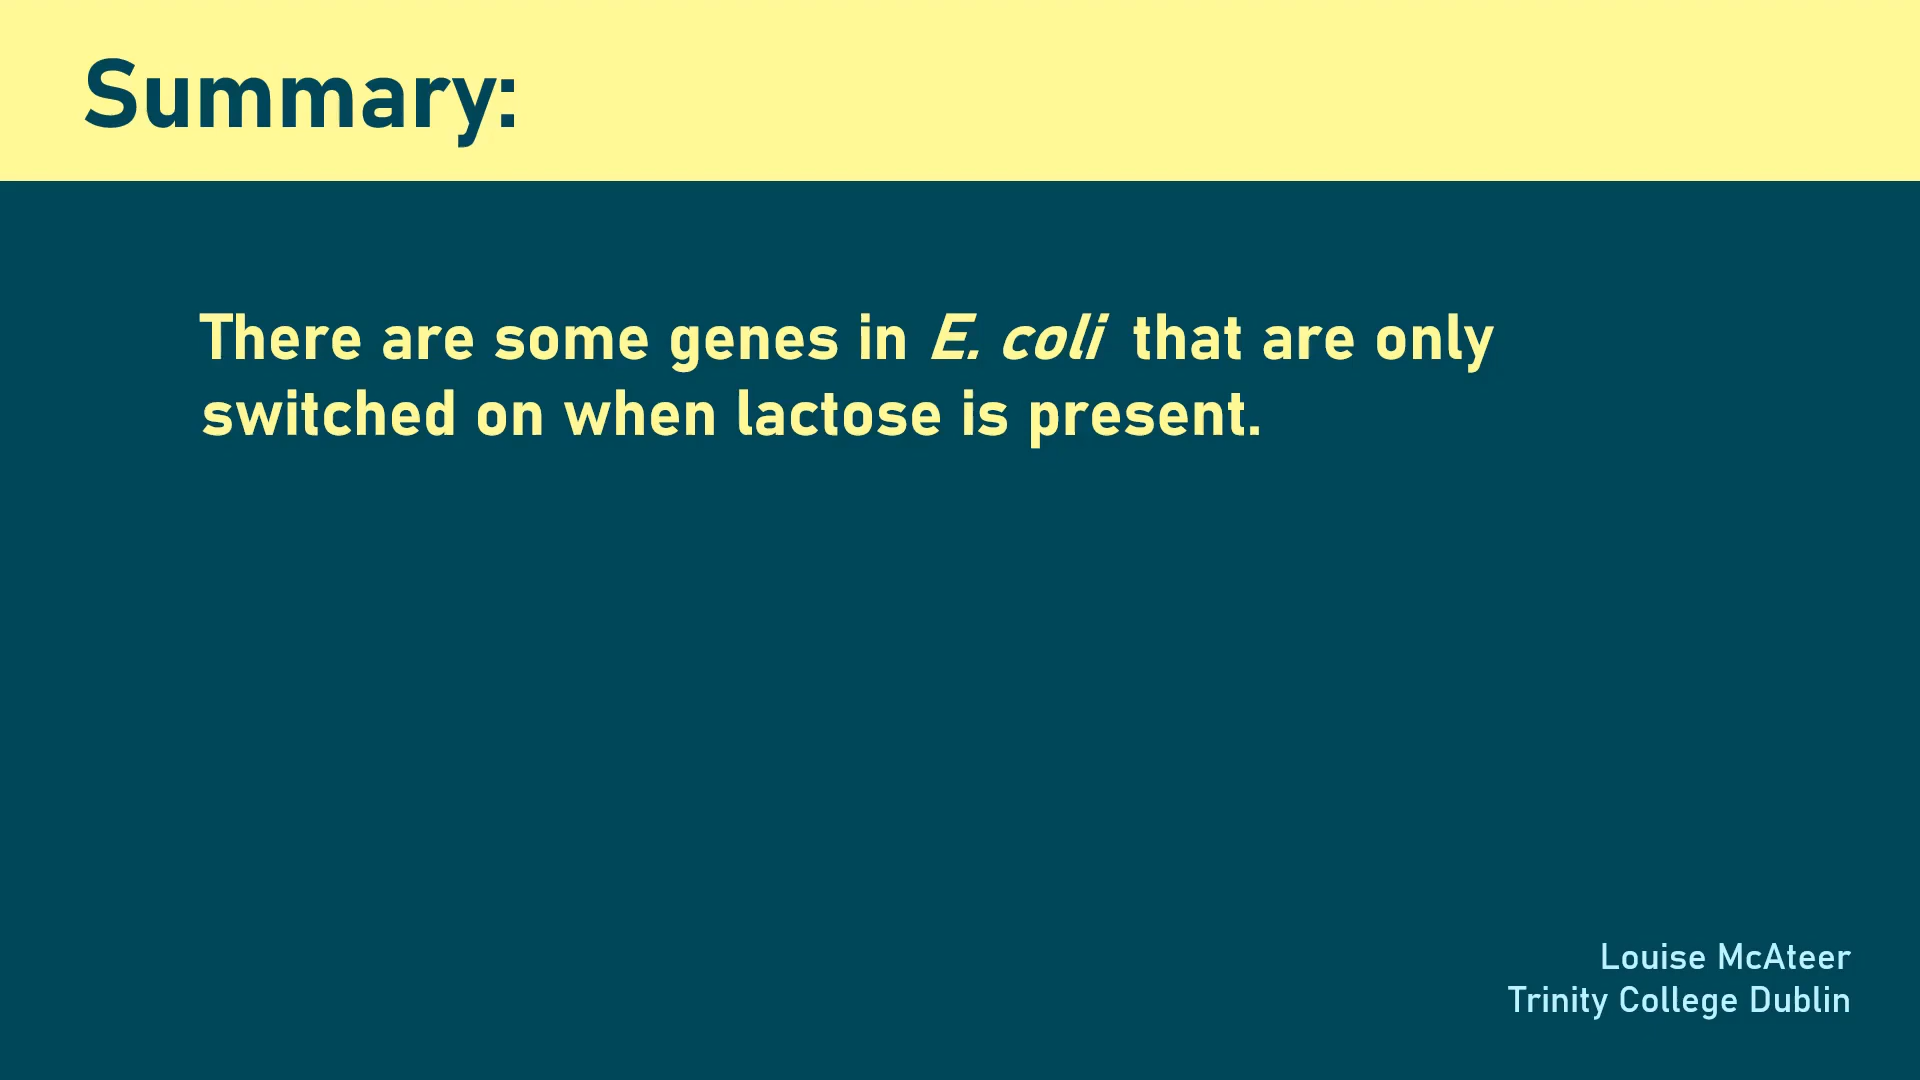 Summary:
There are some genes in E. coli that are only
switched on when lactose is present.
Louise McAteer
Trinity College Dublin